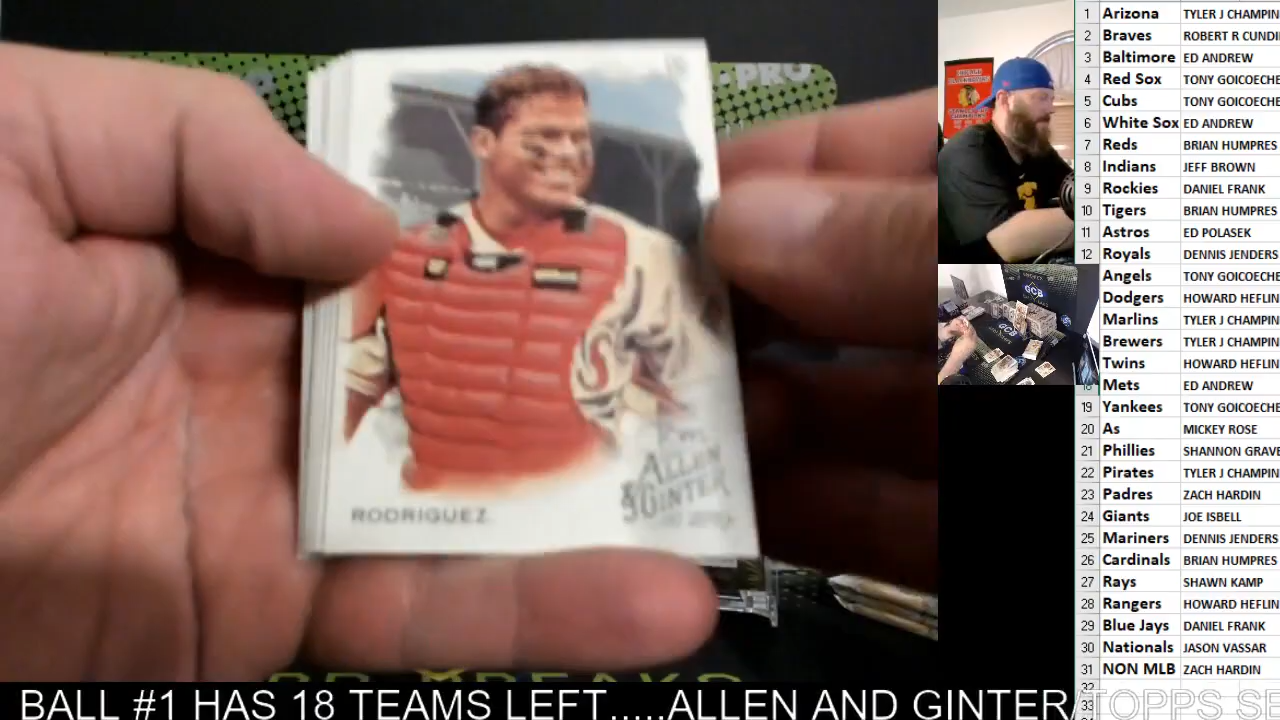 PRO
ALLEN
& GINTER
RODRIGUEZ
GCB
GCB
1 Arizona TYLER J CHAMPIN
2 Braves ROBERT R CUNDI
3 Baltimore ED ANDREW
4 Red Sox TONY GOICOECHE
5 Cubs TONY GOICOECHE
6 White Sox ED ANDREW
7 Reds BRIAN HUMPRES
8 Indians JEFF BROWN
9 Rockies DANIEL FRANK
10 Tigers BRIAN HUMPRES
11 Astros ED POLASEK
12 Royals DENNIS JENDERS
Angels TONY GOICOECHE
Dodgers HOWARD HEFLIN
Marlins TYLER J CHAMPIN
Brewers TYLER J CHAMPIN
Twins HOWARD HEFLIN
18 Mets ED ANDREW
19 Yankees TONY GOICOECHE
20 As MICKEY ROSE
21 Phillies SHANNON GRAVE
22 Pirates TYLER J CHAMPIN
23 Padres ZACH HARDIN
24 Giants JOE ISBELL
25 Mariners DENNIS JENDERS
26 Cardinals BRIAN HUMPRES
27 Rays SHAWN KAMP
28 Rangers HOWARD HEFLIN
29 Blue Jays DANIEL FRANK
30 Nationals JASON VASSAR
31 NON MLB ZACH HARDIN
32
33
BALL #1 HAS 18 TEAMS LEFT.....ALLEN AND GINTER/TOPPS SE